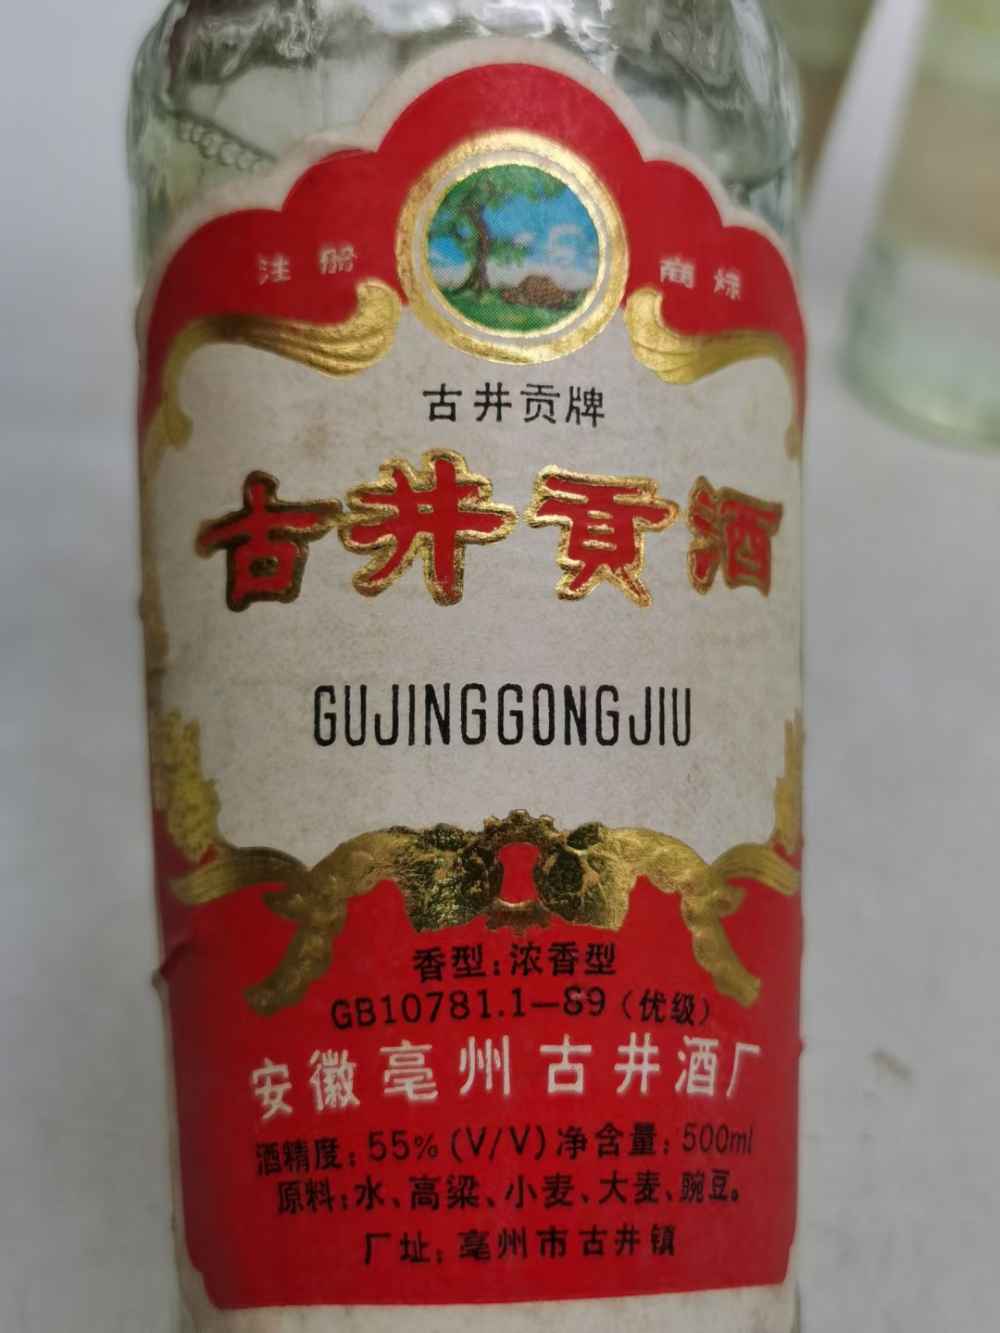 注册 商标
古井贡牌
古井贡酒
GUJINGGONGJIU
香型:浓香型
GB10781.1—89(优级)
安徽亳州古井酒厂
酒精度:55%(V/V)净含量:500ml
原料:水、高粱、小麦、大麦、豌豆。
厂址:亳州市古井镇